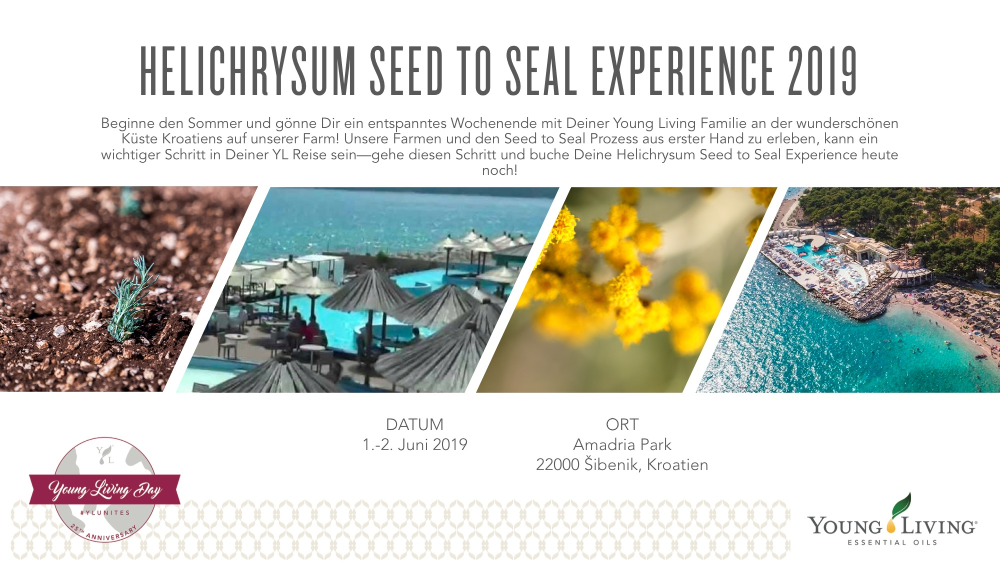 HELICHRYSUM SEED TO SEAL EXPERIENCE 2019
Beginne den Sommer und gönne Dir ein entspanntes Wochenende mit Deiner Young Living Familie an der wunderschönen
Küste Kroatiens auf unserer Farm! Unsere Farmen und den Seed to Seal Prozess aus erster Hand zu erleben, kann ein
wichtiger Schritt in Deiner YL Reise sein—gehe diesen Schritt und buche Deine Helichrysum Seed to Seal Experience heute
noch!
DATUM
1.-2. Juni 2019
ORT
Amadria Park
22000 Šibenik, Kroatien
Y L
Young Living Day
#YLUNITES
25TH ANNIVERSARY
YOUNG LIVING®
ESSENTIAL OILS